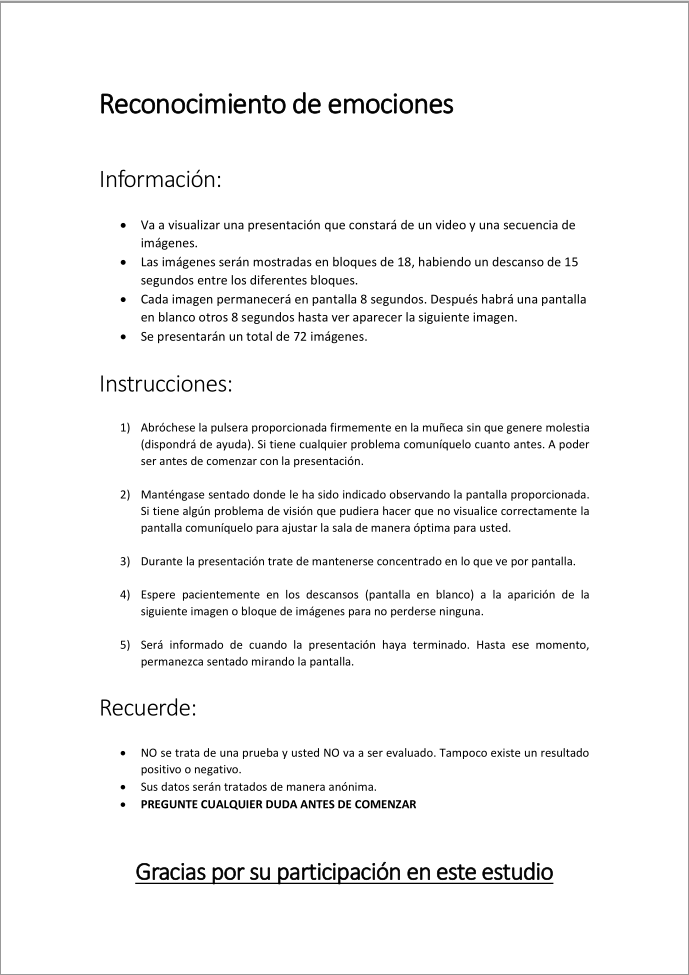 Reconocimiento de emociones
Información:
• Va a visualizar una presentación que constará de un video y una secuencia de
imágenes.
• Las imágenes serán mostradas en bloques de 18, habiendo un descanso de 15
segundos entre los diferentes bloques.
• Cada imagen permanecerá en pantalla 8 segundos. Después habrá una pantalla
en blanco otros 8 segundos hasta ver aparecer la siguiente imagen.
• Se presentarán un total de 72 imágenes.
Instrucciones:
1) Abróchese la pulsera proporcionada firmemente en la muñeca sin que genere molestia
(dispondrá de ayuda). Si tiene cualquier problema comuníquelo cuanto antes. A poder
ser antes de comenzar con la presentación.
2) Manténgase sentado donde le ha sido indicado observando la pantalla proporcionada.
Si tiene algún problema de visión que pudiera hacer que no visualice correctamente la
pantalla comuníquelo para ajustar la sala de manera óptima para usted.
3) Durante la presentación trate de mantenerse concentrado en lo que ve por pantalla.
4) Espere pacientemente en los descansos (pantalla en blanco) a la aparición de la
siguiente imagen o bloque de imágenes para no perderse ninguna.
5) Será informado de cuando la presentación haya terminado. Hasta ese momento,
permanezca sentado mirando la pantalla.
Recuerde:
• NO se trata de una prueba y usted NO va a ser evaluado. Tampoco existe un resultado
positivo o negativo.
• Sus datos serán tratados de manera anónima.
• PREGUNTE CUALQUIER DUDA ANTES DE COMENZAR
Gracias por su participación en este estudio